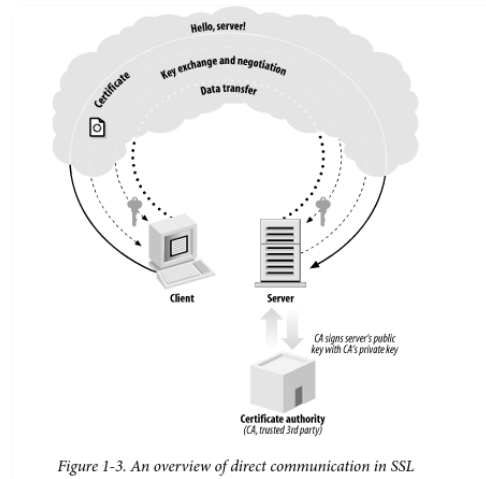 Hello, server!
Key exchange and negotiation
Certificate
Data transfer
Client
Server
CA signs server's public
key with CA's private key
Certificate authority
(CA, trusted 3rd party)
Figure 1-3. An overview of direct communication in SSL